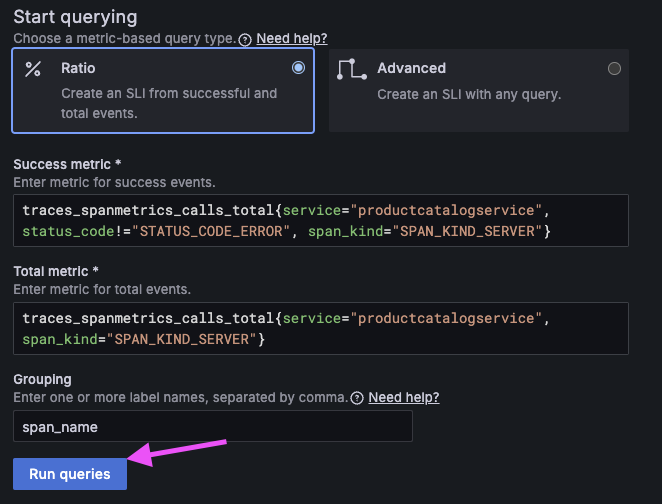 Start querying
Choose a metric-based query type. Need help?
Ratio
Create an SLI from successful and
total events.
Advanced
Create an SLI with any query.
Success metric *
Enter metric for success events.
traces_spanmetrics_calls_total{service="productcatalogservice",
status_code!="STATUS_CODE_ERROR", span_kind="SPAN_KIND_SERVER"}
Total metric *
Enter metric for total events.
traces_spanmetrics_calls_total{service="productcatalogservice",
span_kind="SPAN_KIND_SERVER"}
Grouping
Enter one or more label names, separated by comma. Need help?
span_name
Run queries